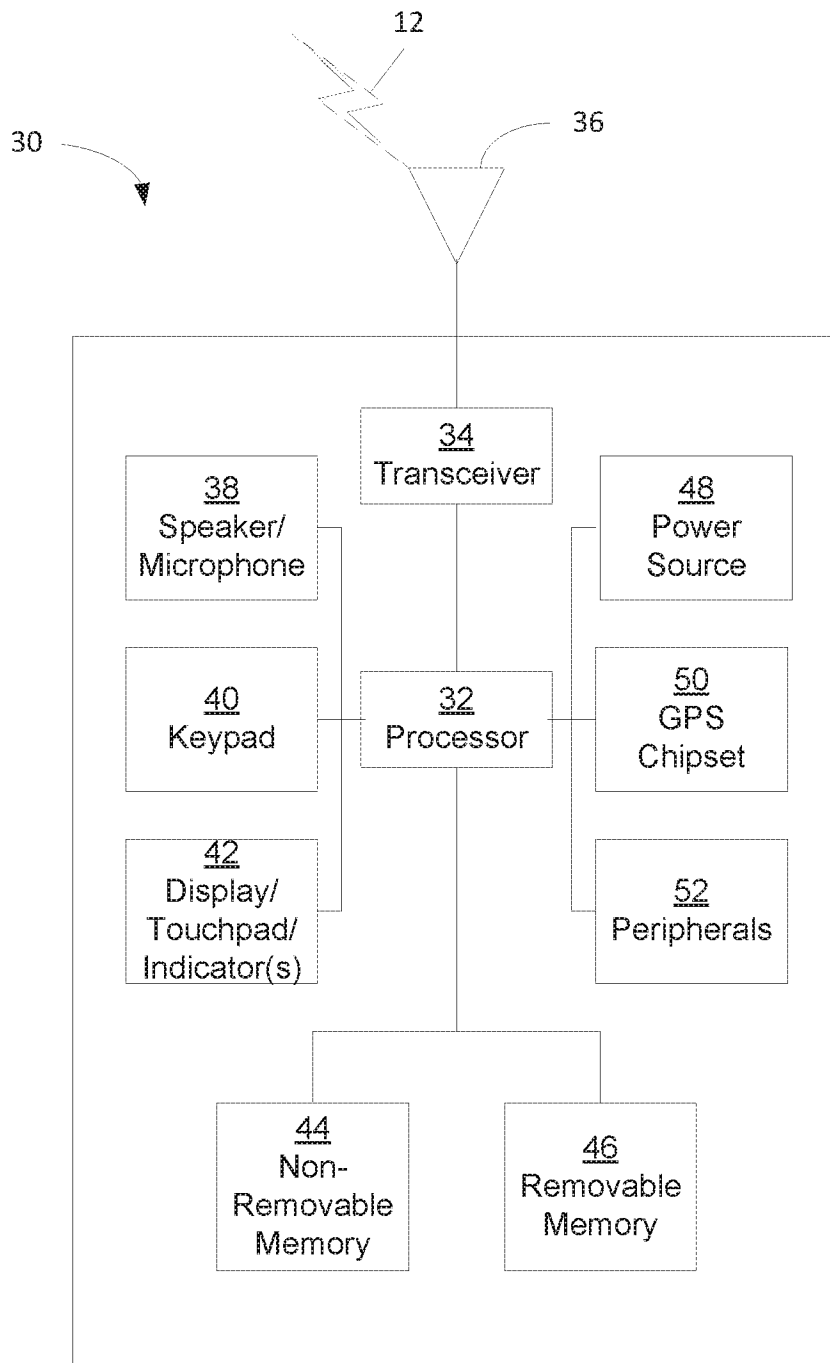 12
36
30
34
Transceiver
38
Speaker/
Microphone
48
Power
Source
40
Keypad
32
Processor
50
GPS
Chipset
42
Display/
Touchpad/
Indicator(s)
52
Peripherals
44
Non-
Removable
Memory
46
Removable
Memory